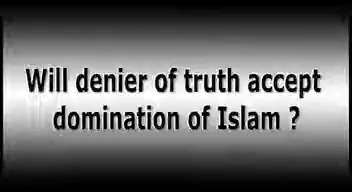 Will denier of truth accept
domination of Islam ?